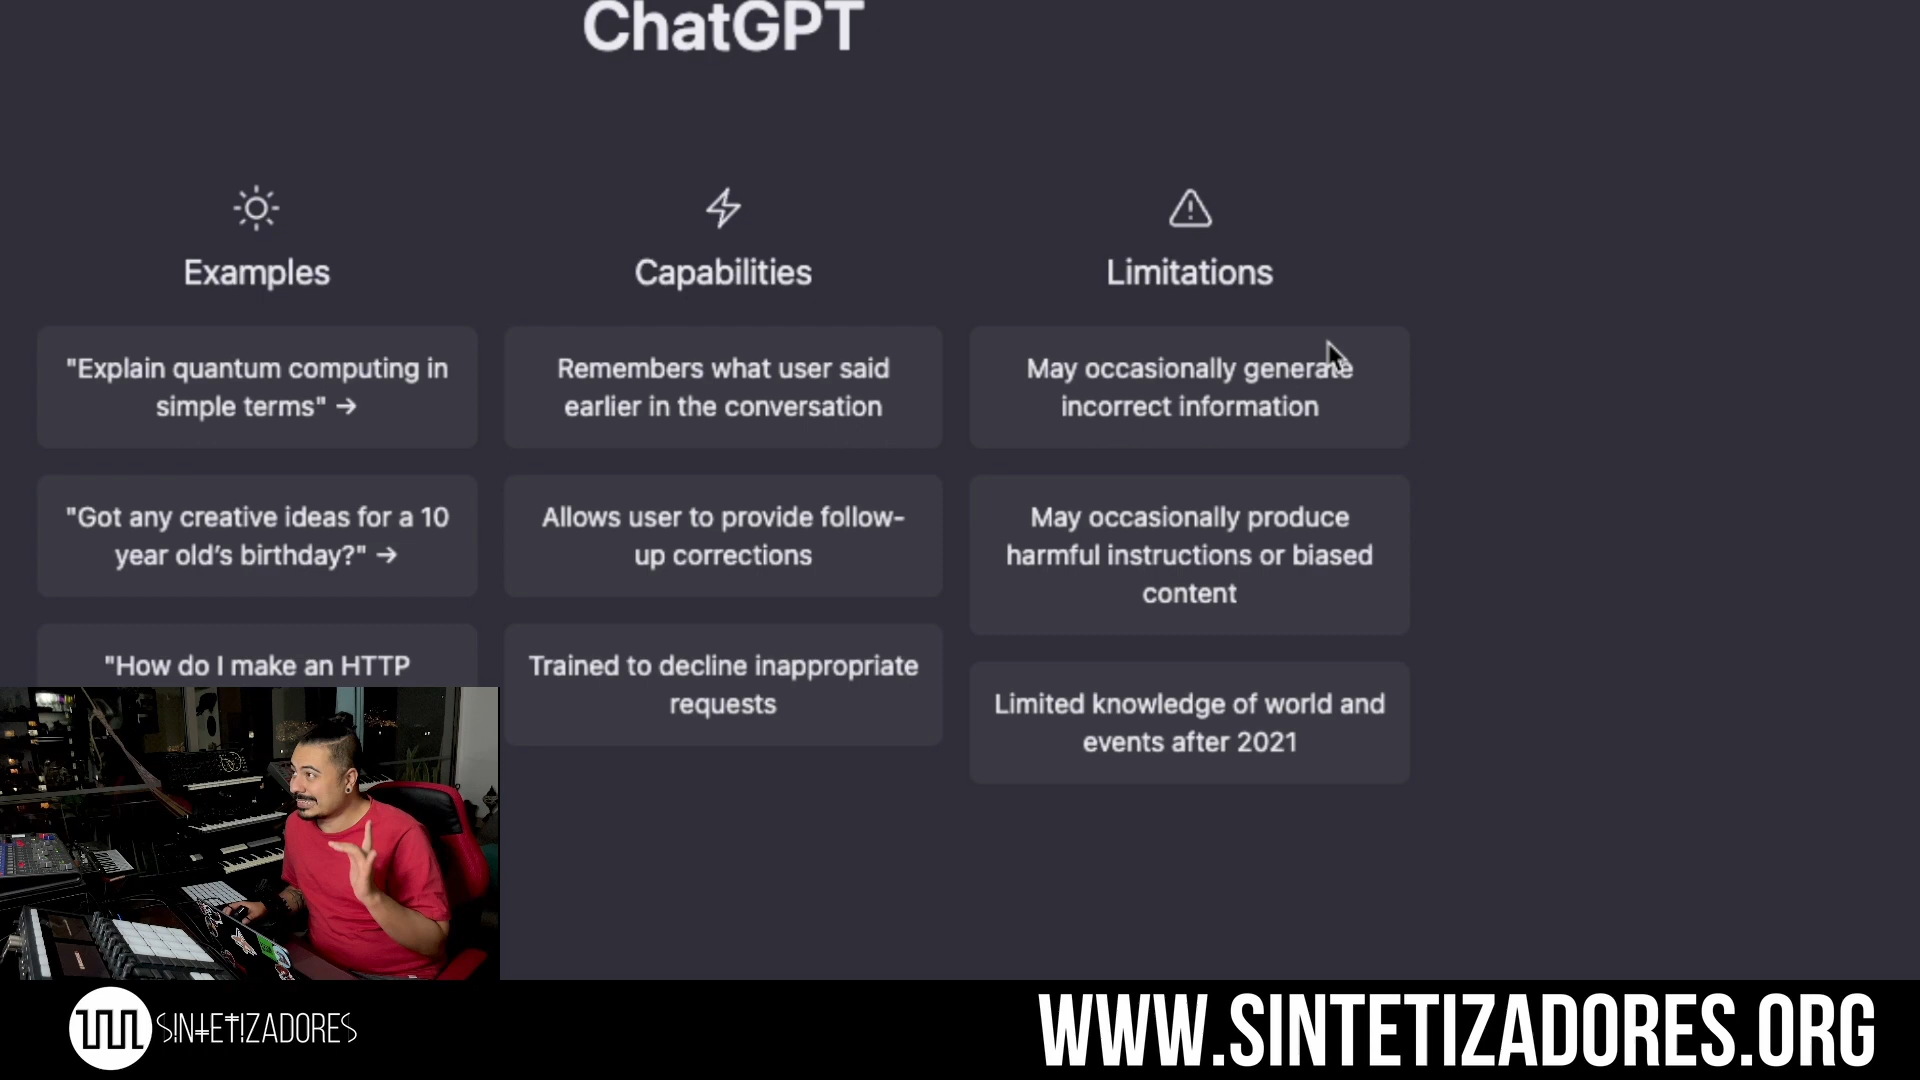 ChatGPT
Examples
"Explain quantum computing in
simple terms" →
"Got any creative ideas for a 10
year old's birthday?" →
"How do I make an HTTP
Capabilities
Remembers what user said
earlier in the conversation
Allows user to provide follow-
up corrections
Trained to decline inappropriate
requests
Limitations
May occasionally generate
incorrect information
May occasionally produce
harmful instructions or biased
content
Limited knowledge of world and
events after 2021
SINTETIZADORES
WWW.SINTETIZADORES.ORG